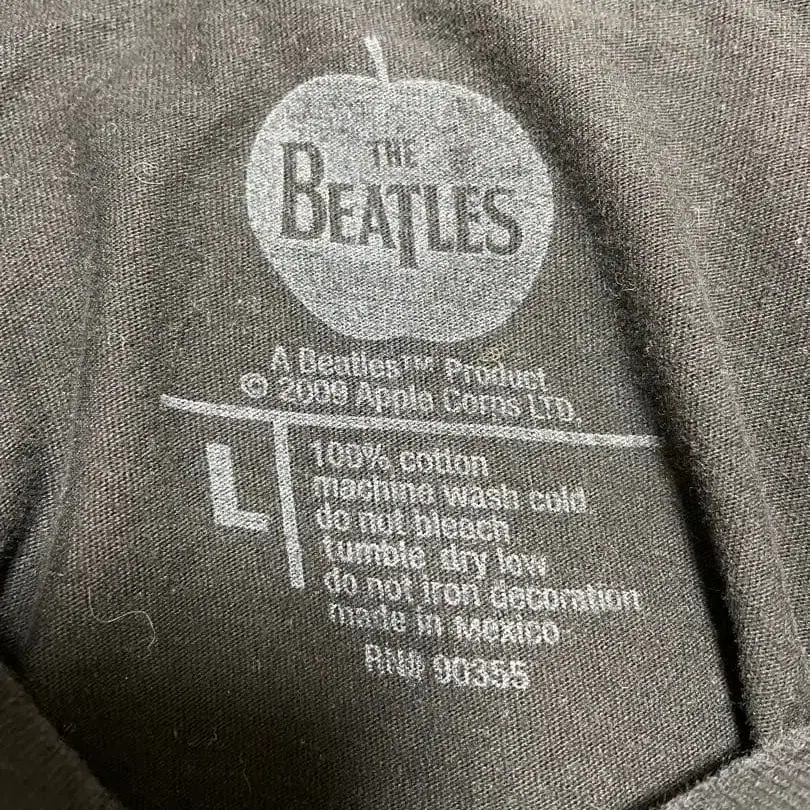 THE
BEATLES
A Beatles™ Product
© 2009 Apple Corps LTD.
L
100% cotton
machine wash cold
do not bleach
tumble dry low
do not iron decoration
made in Mexico
RN# 90355